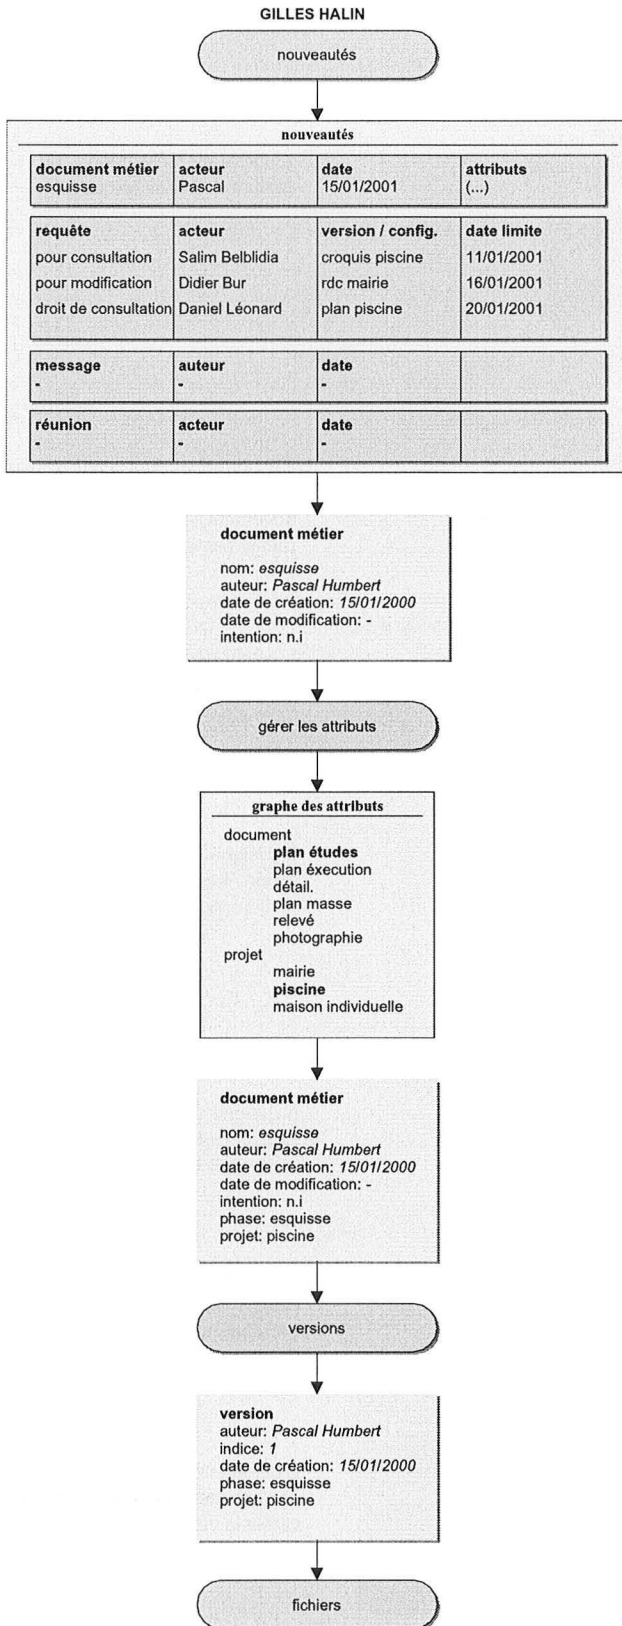 GILLES HALIN
nouveautés
nouveautés
document métier acteur date attributs
esquisse Pascal 15/01/2001 (...)
requête acteur version / config. date limite
pour consultation Salim Belblidia croquis piscine 11/01/2001
pour modification Didier Bur rdc mairie 16/01/2001
droit de consultation Daniel Léonard plan piscine 20/01/2001
message auteur date
- - -
réunion acteur date
- - -
document métier
nom: esquisse
auteur: Pascal Humbert
date de création: 15/01/2000
date de modification: -
intention: n.i
gérer les attributs
graphe des attributs
document
plan études
plan éxecution
détail.
plan masse
relevé
photographie
projet
mairie
piscine
maison individuelle
document métier
nom: esquisse
auteur: Pascal Humbert
date de création: 15/01/2000
date de modification: -
intention: n.i
phase: esquisse
projet: piscine
versions
version
auteur: Pascal Humbert
indice: 1
date de création: 15/01/2000
phase: esquisse
projet: piscine
fichiers